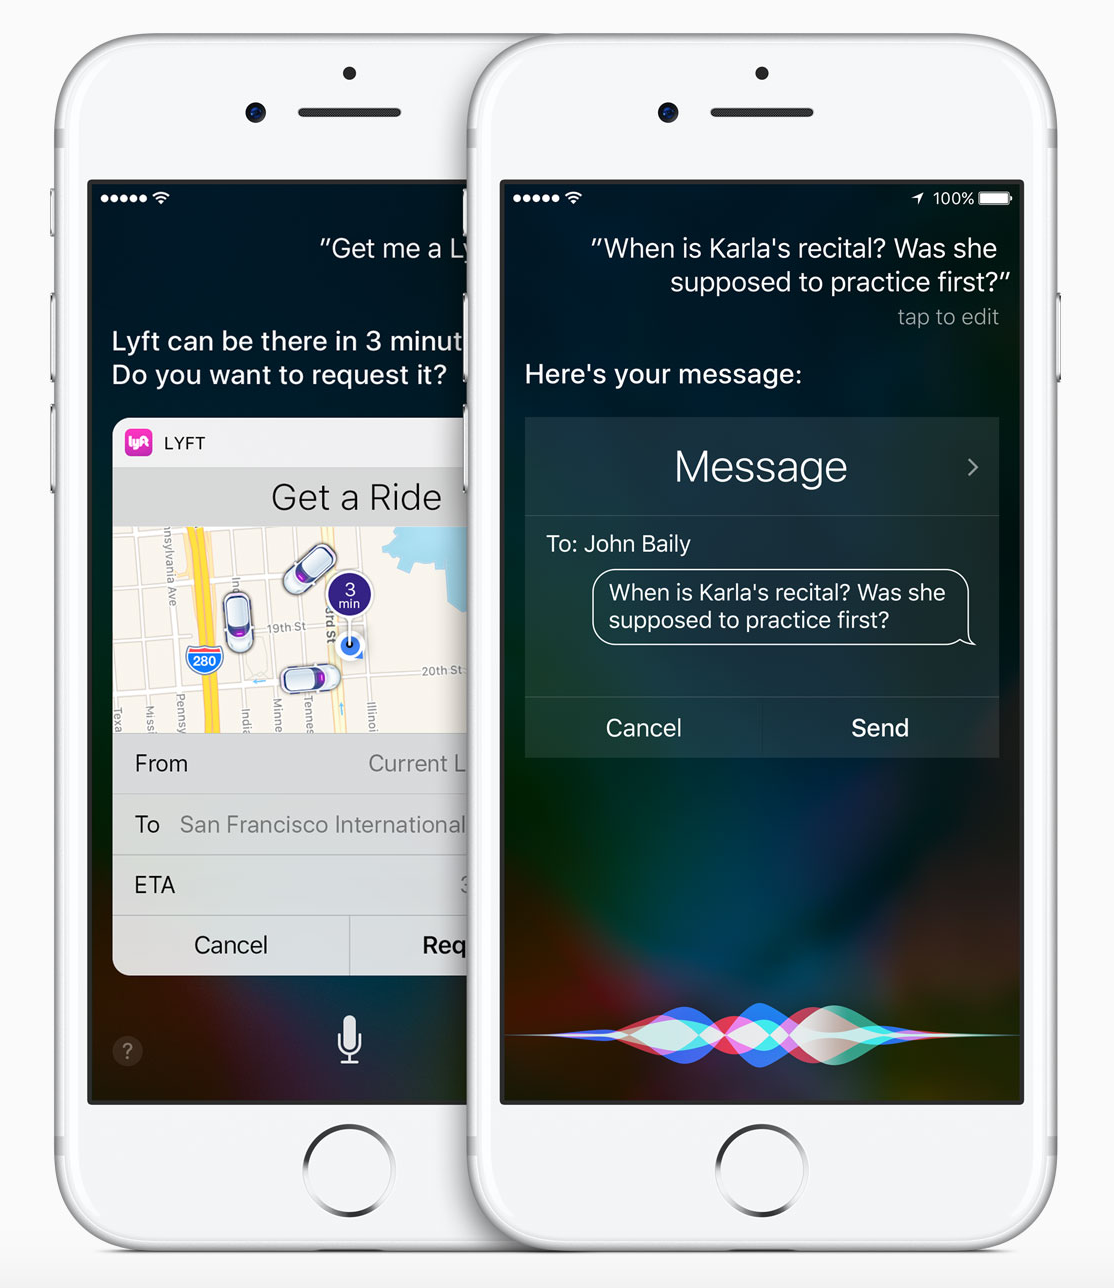 "Get me a Ly
Lyft can be there in 3 minut
Do you want to request it?
lyft LYFT
Get a Ride
nsylvania Ave
Ind
3
min
3rd St
19th St
280
20th St
Texa
Missi
Pennsy
India
Minne
Tennes
Illinoi
From Current L
To San Francisco International
ETA 3
Cancel Req
?
100%
"When is Karla's recital? Was she
supposed to practice first?"
tap to edit
Here's your message:
Message
To: John Baily
When is Karla's recital? Was she
supposed to practice first?
Cancel Send